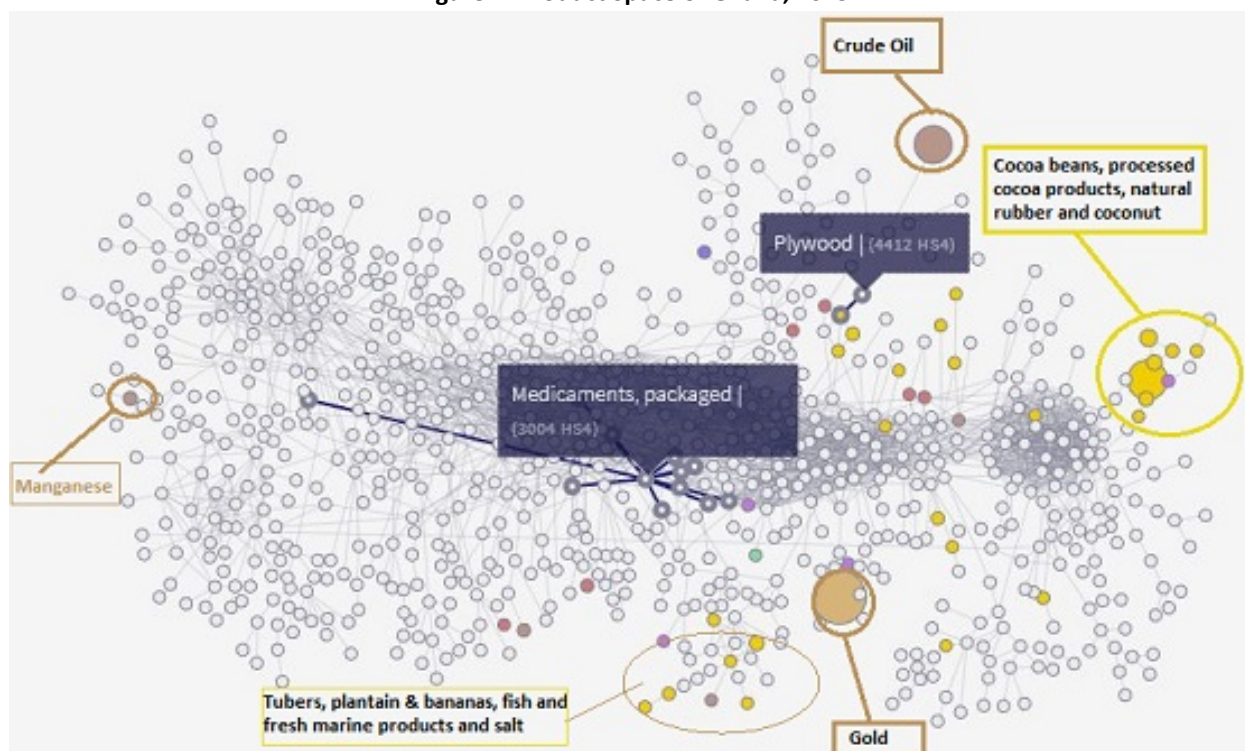 Crude Oil
Cocoa beans, processed
cocoa products, natural
rubber and coconut
Plywood | (4412 HS4)
Medicaments, packaged |
(3004 HS4)
Manganese
Tubers, plantain & bananas, fish and
fresh marine products and salt
Gold